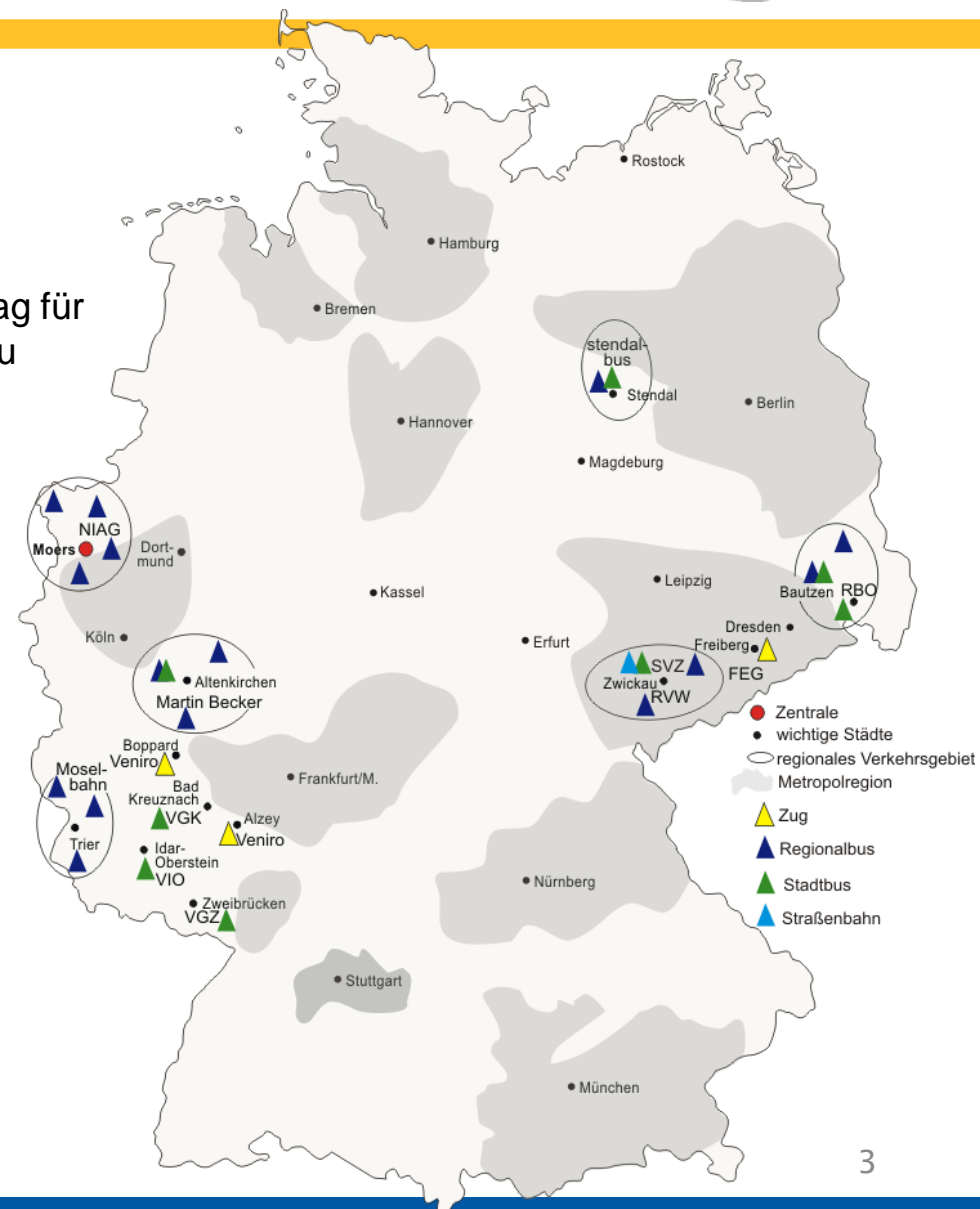 Rostock
Hamburg
ag für
u
Bremen
stendal-
bus
Stendal
Berlin
Hannover
Magdeburg
NIAG
Moers
Dort-
mund
Kassel
Leipzig
Bautzen RBO
Köln
Erfurt
Dresden
Freiberg
FEG
SVZ
Zwickau
RVW
Altenkirchen
Martin Becker
Boppard
Veniro
Mosel-
bahn
Trier
Bad
Kreuznach
VGK
Frankfurt/M.
Alzey
Veniro
Idar-
Oberstein
VIO
Zweibrücken
VGZ
Nürnberg
Stuttgart
München
Zentrale
wichtige Städte
regionales Verkehrsgebiet
Metropolregion
Zug
Regionalbus
Stadtbus
Straßenbahn
3